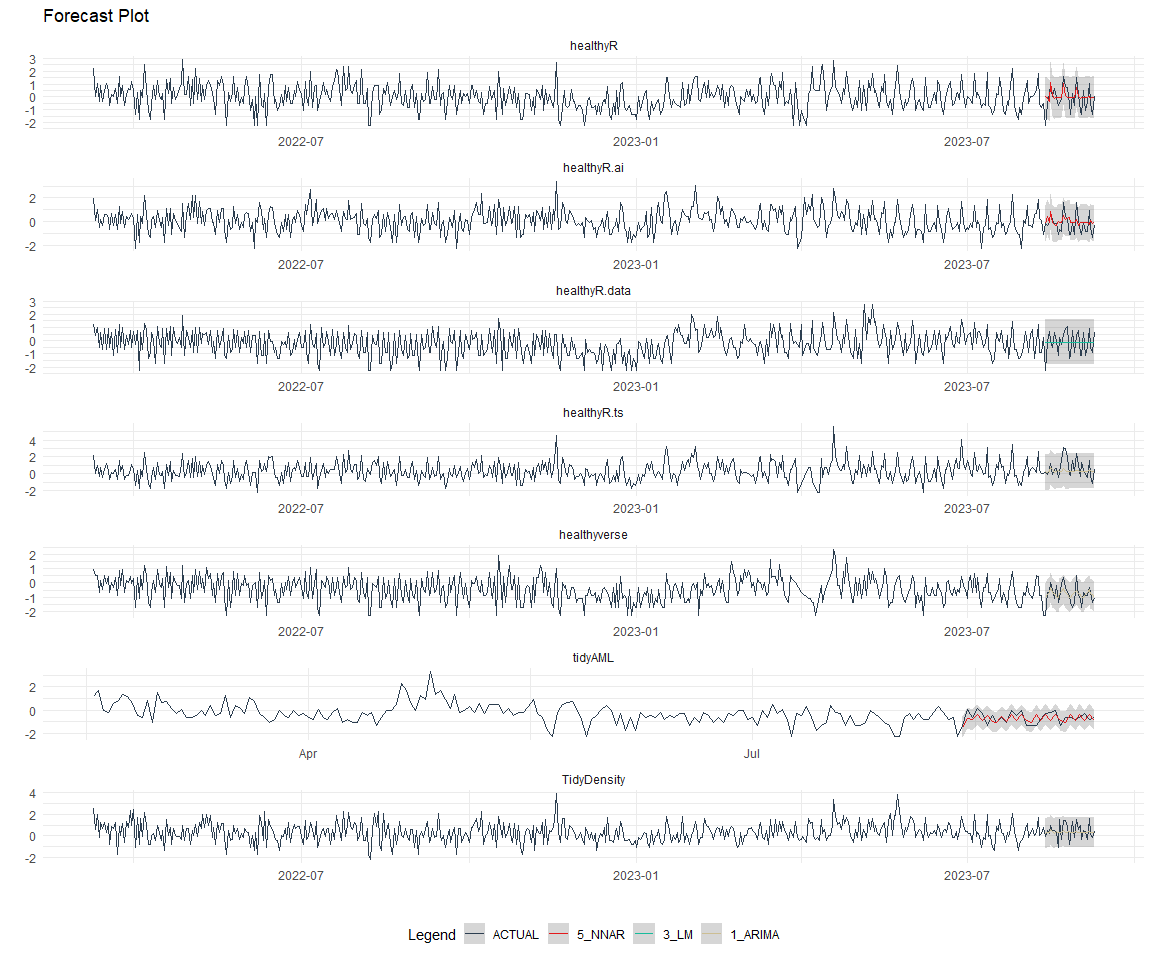 Forecast Plot
healthyR
3
2
1
0
-1
-2
2022-07 2023-01 2023-07
healthyR.ai
2
0
-2
2022-07 2023-01 2023-07
healthyR.data
3
2
1
0
-1
-2
2022-07 2023-01 2023-07
healthyR.ts
4
2
0
-2
2022-07 2023-01 2023-07
healthyverse
2
1
0
-1
-2
2022-07 2023-01 2023-07
tidyAML
2
0
-2
Apr Jul
TidyDensity
4
2
0
-2
2022-07 2023-01 2023-07
Legend ACTUAL 5_NNAR 3_LM 1_ARIMA